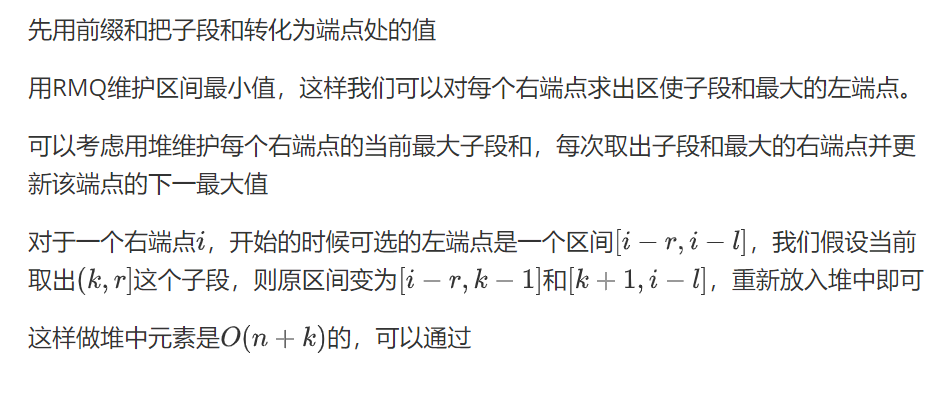 先用前缀和把子段和转化为端点处的值
用RMQ维护区间最小值，这样我们可以对每个右端点求出区使子段和最大的左端点。
可以考虑用堆维护每个右端点的当前最大子段和，每次取出子段和最大的右端点并更
新该端点的下一最大值
对于一个右端点i，开始的时候可选的左端点是一个区间[i − r, i − l]，我们假设当前
取出(k, r]这个子段，则原区间变为[i − r, k − 1]和[k + 1, i − l]，重新放入堆中即可
这样做堆中元素是O(n + k)的，可以通过